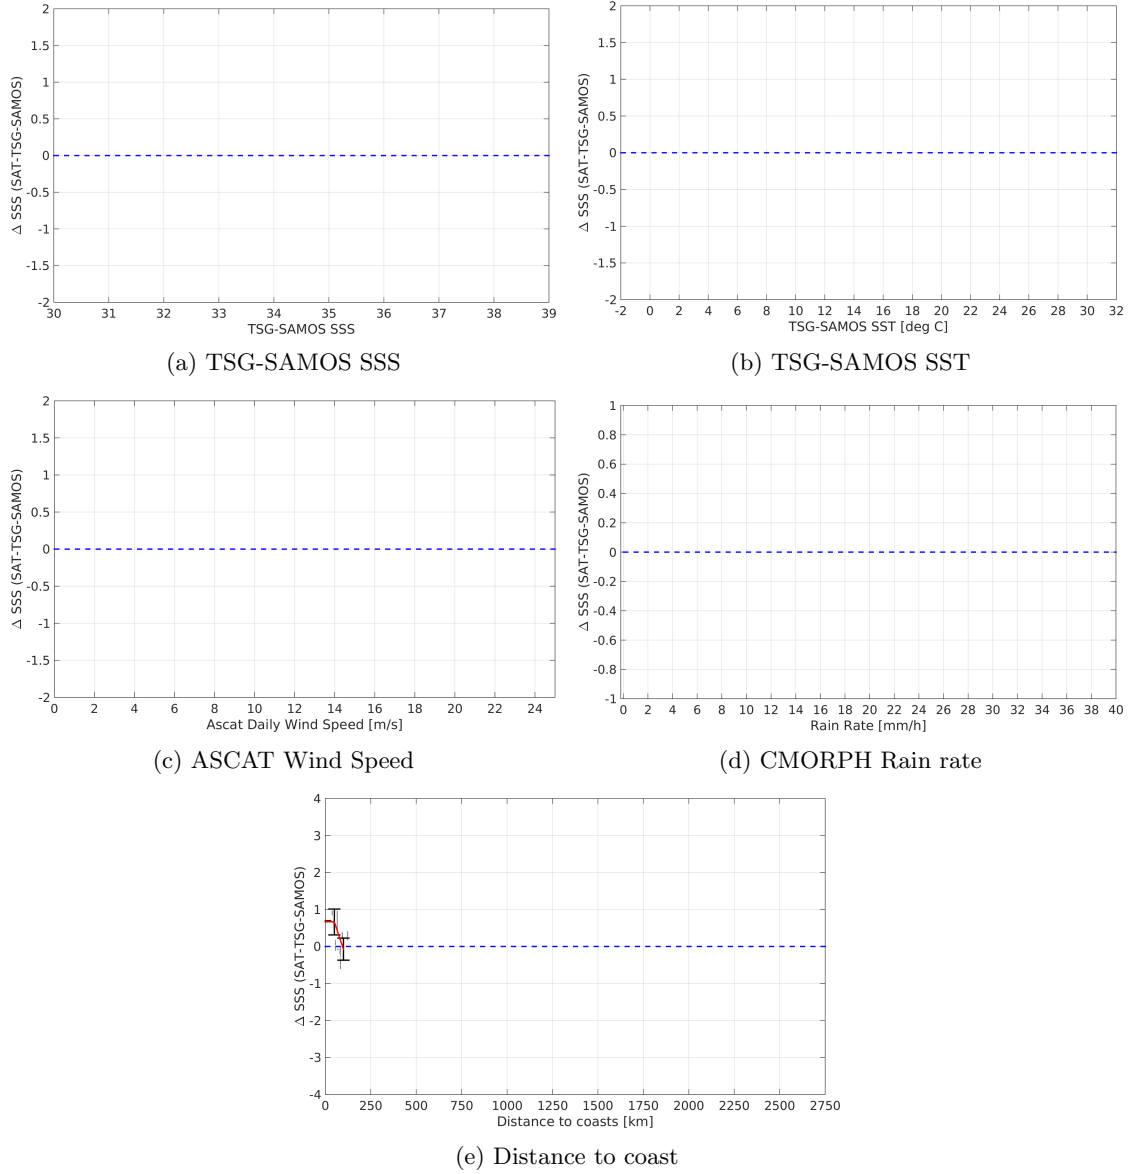 2
1.5
1
0.5
0
-0.5
-1
-1.5
-2
Δ SSS (SAT-TSG-SAMOS)
30 31 32 33 34 35 36 37 38 39
TSG-SAMOS SSS
(a) TSG-SAMOS SSS
2
1.5
1
0.5
0
-0.5
-1
-1.5
-2
Δ SSS (SAT-TSG-SAMOS)
-2 0 2 4 6 8 10 12 14 16 18 20 22 24 26 28 30 32
TSG-SAMOS SST [deg C]
(b) TSG-SAMOS SST
2
1.5
1
0.5
0
-0.5
-1
-1.5
-2
Δ SSS (SAT-TSG-SAMOS)
0 2 4 6 8 10 12 14 16 18 20 22 24
Ascat Daily Wind Speed [m/s]
(c) ASCAT Wind Speed
1
0.8
0.6
0.4
0.2
0
-0.2
-0.4
-0.6
-0.8
-1
Δ SSS (SAT-TSG-SAMOS)
0 2 4 6 8 10 12 14 16 18 20 22 24 26 28 30 32 34 36 38 40
Rain Rate [mm/h]
(d) CMORPH Rain rate
4
3
2
1
0
-1
-2
-3
-4
Δ SSS (SAT-TSG-SAMOS)
0 250 500 750 1000 1250 1500 1750 2000 2250 2500 2750
Distance to coasts [km]
(e) Distance to coast